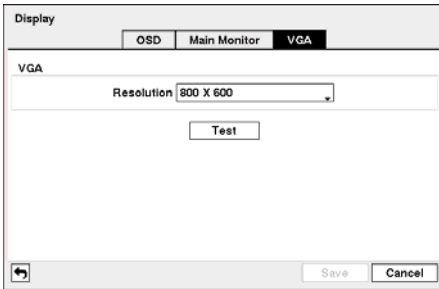 Display
OSD Main Monitor VGA
VGA
Resolution 800 X 600
Test
Save Cancel